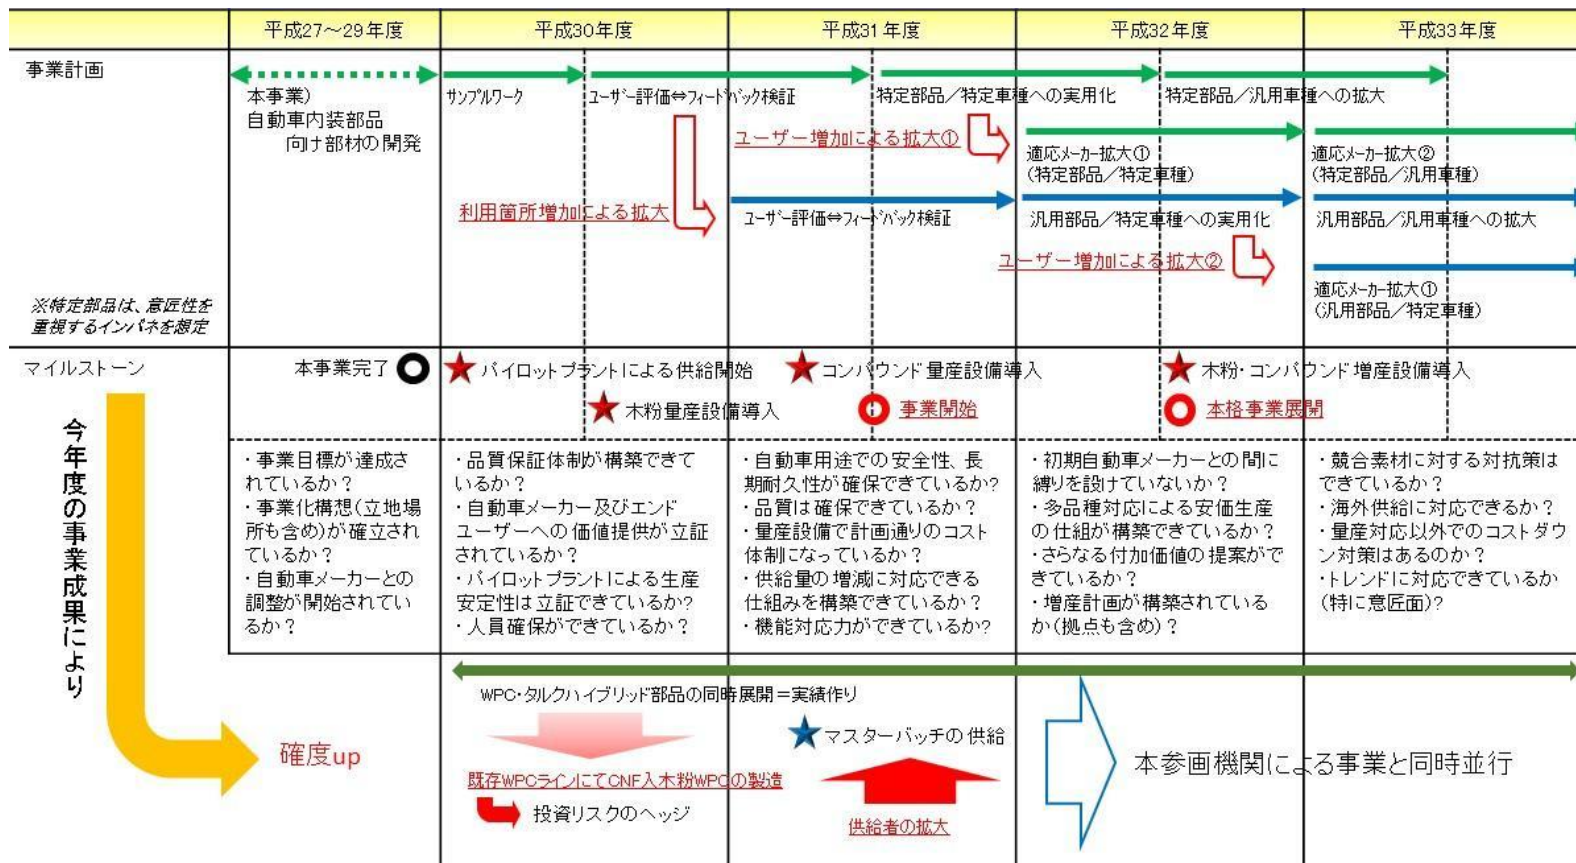 平成27～29年度
平成30年度
平成31年度
平成32年度
平成33年度
事業計画
本事業)
自動車内装部品
向け部材の開発
サンプルワーク
ユーザー評価⇔フィードバック検証
特定部品／特定車種への実用化
特定部品／汎用車種への拡大
ユーザー増加による拡大①
適応メーカー拡大①
(特定部品／特定車種)
適応メーカー拡大②
(特定部品／汎用車種)
利用箇所増加による拡大
ユーザー評価⇔フィードバック検証
汎用部品／特定車種への実用化
汎用部品／汎用車種への拡大
ユーザー増加による拡大②
適応メーカー拡大①
(汎用部品／特定車種)
※特定部品は、意匠性を
重視するインパネを想定
マイルストーン
本事業完了
パイロットプラントによる供給開始
コンパウンド量産設備導入
木粉・コンパウンド増産設備導入
木粉量産設備導入
事業開始
本格事業展開
今年度の事業成果により
・事業目標が達成さ
れているか？
・事業化構想(立地場
所も含め)が確立され
ているか？
・自動車メーカーとの
調整が開始されてい
るか？
・品質保証体制が構築できて
いるか？
・自動車メーカー及びエンド
ユーザーへの価値提供が立証
されているか？
・パイロットプラントによる生産
安定性は立証できているか?
・人員確保ができているか？
・自動車用途での安全性、長
期耐久性が確保できているか?
・品質は確保できているか？
・量産設備で計画通りのコスト
体制になっているか？
・供給量の増減に対応できる
仕組みを構築できているか？
・機能対応力ができているか?
・初期自動車メーカーとの間に
縛りを設けていないか？
・多品種対応による安価生産
の仕組が構築できているか？
・さらなる付加価値の提案がで
きているか？
・増産計画が構築されている
か(拠点も含め)？
・競合素材に対する対抗策は
できているか？
・海外供給に対応できるか？
・量産対応以外でのコストダウ
ン対策はあるのか？
・トレンドに対応できているか
(特に意匠面)?
WPC・タルクハイブリッド部品の同時展開＝実績作り
確度up
マスターバッチの供給
本参画機関による事業と同時並行
既存WPCラインにてCNF入木粉WPCの製造
投資リスクのヘッジ
供給者の拡大